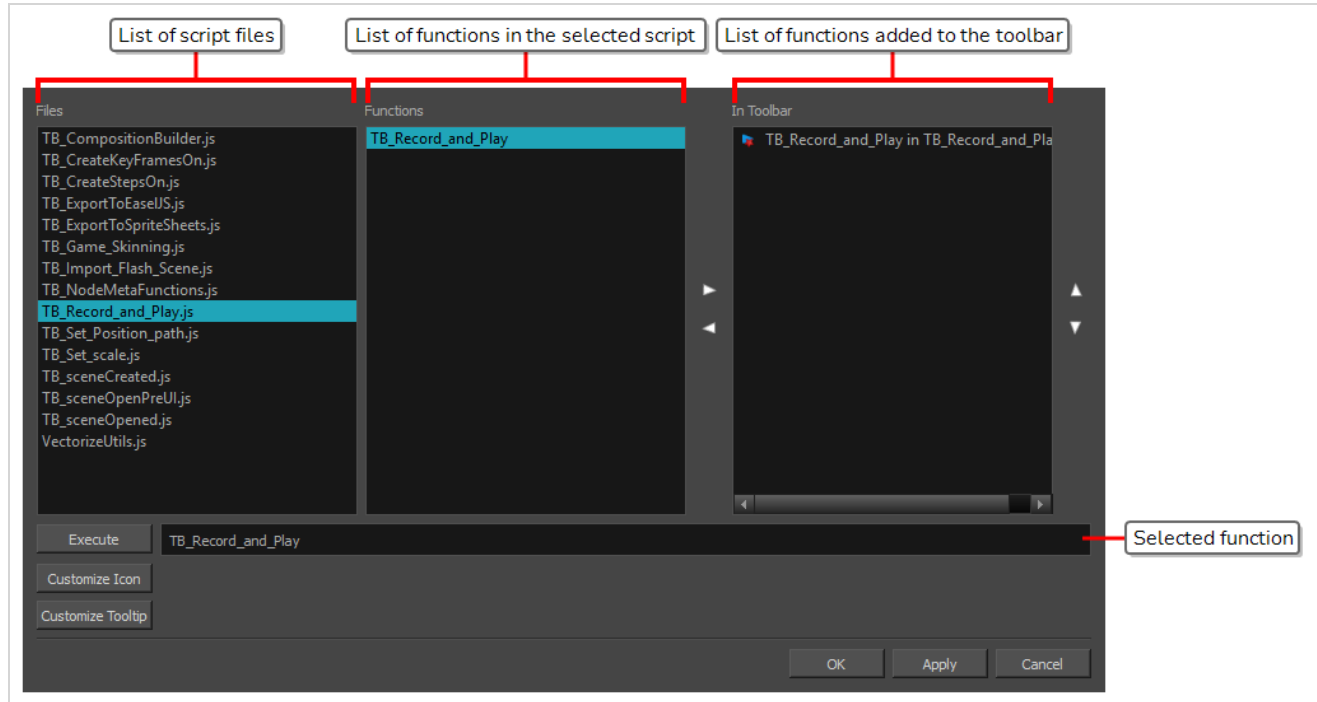 List of script files
List of functions in the selected script
List of functions added to the toolbar
Files
Functions
In Toolbar
TB_CompositionBuilder.js
TB_CreateKeyFramesOn.js
TB_CreateStepsOn.js
TB_ExportToEaselJS.js
TB_ExportToSpriteSheets.js
TB_Game_Skinning.js
TB_Import_Flash_Scene.js
TB_NodeMetaFunctions.js
TB_Record_and_Play.js
TB_Set_Position_path.js
TB_Set_scale.js
TB_sceneCreated.js
TB_sceneOpenPreUI.js
TB_sceneOpened.js
VectorizeUtils.js
TB_Record_and_Play
TB_Record_and_Play in TB_Record_and_Pla
Execute
TB_Record_and_Play
Selected function
Customize Icon
Customize Tooltip
OK
Apply
Cancel